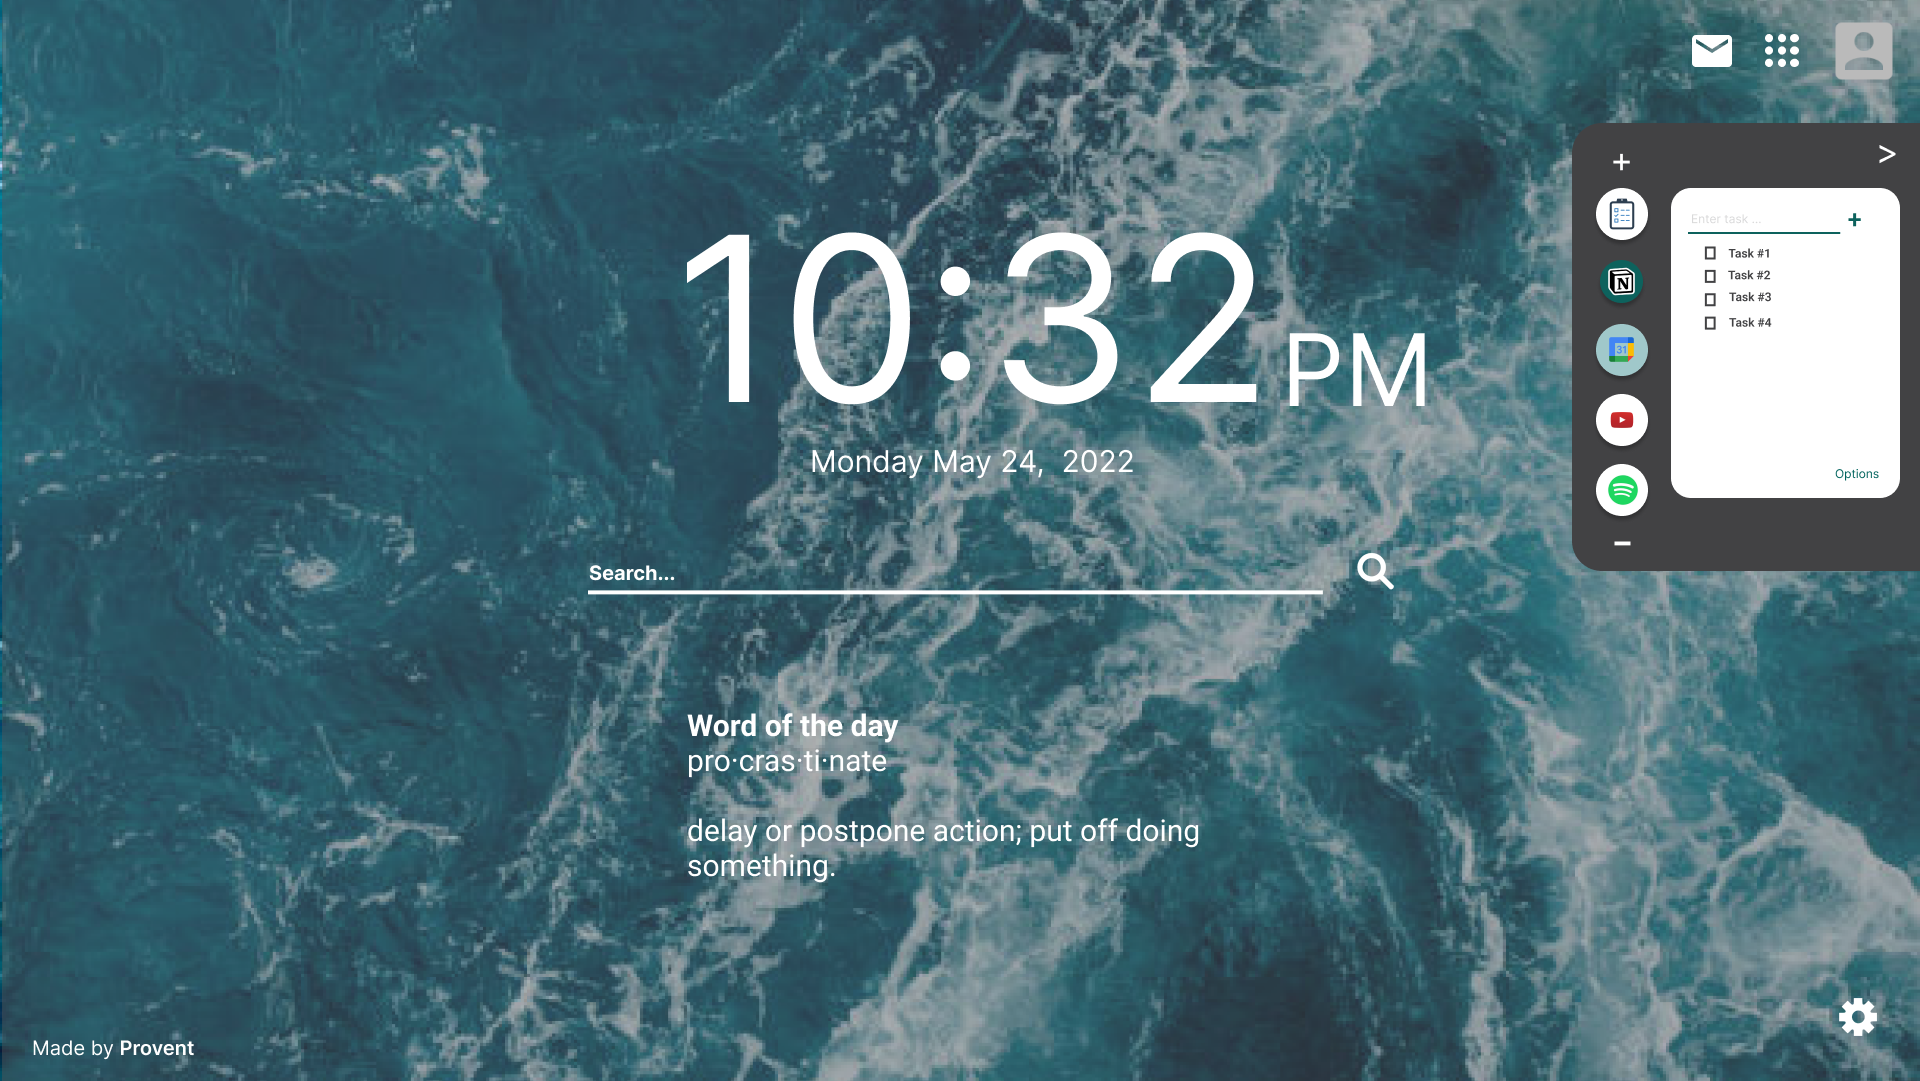 10:32 PM
Monday May 24, 2022
Search...
Word of the day
pro·cras·ti·nate
delay or postpone action; put off doing
something.
Made by Provent
+
>
Enter task ...
+
Task #1
Task #2
Task #3
Task #4
N
31
Options
−